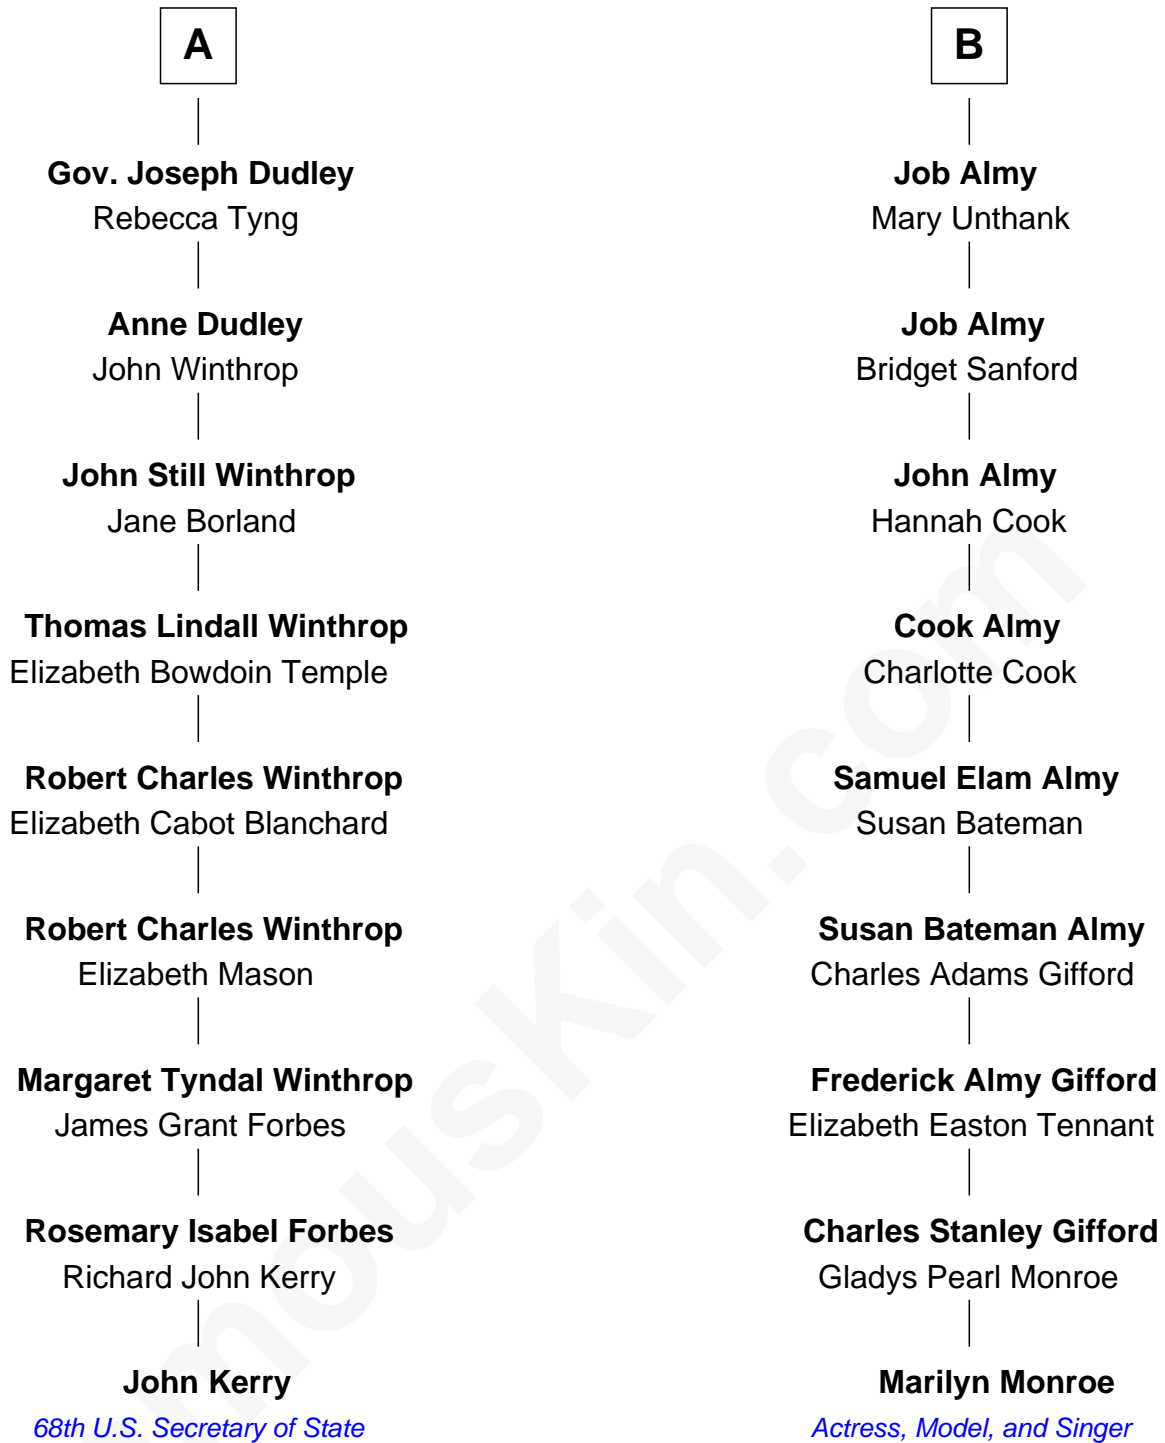 A
Gov. Joseph Dudley
Rebecca Tyng
Anne Dudley
John Winthrop
John Still Winthrop
Jane Borland
Thomas Lindall Winthrop
Elizabeth Bowdoin Temple
Robert Charles Winthrop
Elizabeth Cabot Blanchard
Robert Charles Winthrop
Elizabeth Mason
Margaret Tyndal Winthrop
James Grant Forbes
Rosemary Isabel Forbes
Richard John Kerry
John Kerry
68th U.S. Secretary of State
B
Job Almy
Mary Unthank
Job Almy
Bridget Sanford
John Almy
Hannah Cook
Cook Almy
Charlotte Cook
Samuel Elam Almy
Susan Bateman
Susan Bateman Almy
Charles Adams Gifford
Frederick Almy Gifford
Elizabeth Easton Tennant
Charles Stanley Gifford
Gladys Pearl Monroe
Marilyn Monroe
Actress, Model, and Singer
mousKin.com